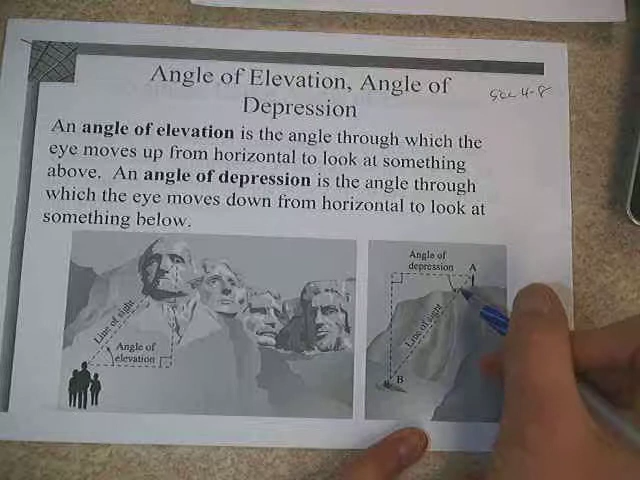 Angle of Elevation, Angle of
Depression
Sec 4-8
An angle of elevation is the angle through which the
eye moves up from horizontal to look at something
above. An angle of depression is the angle through
which the eye moves down from horizontal to look at
something below.
Line of sight
Angle of
elevation
Angle of
depression
A
Line of sight
B